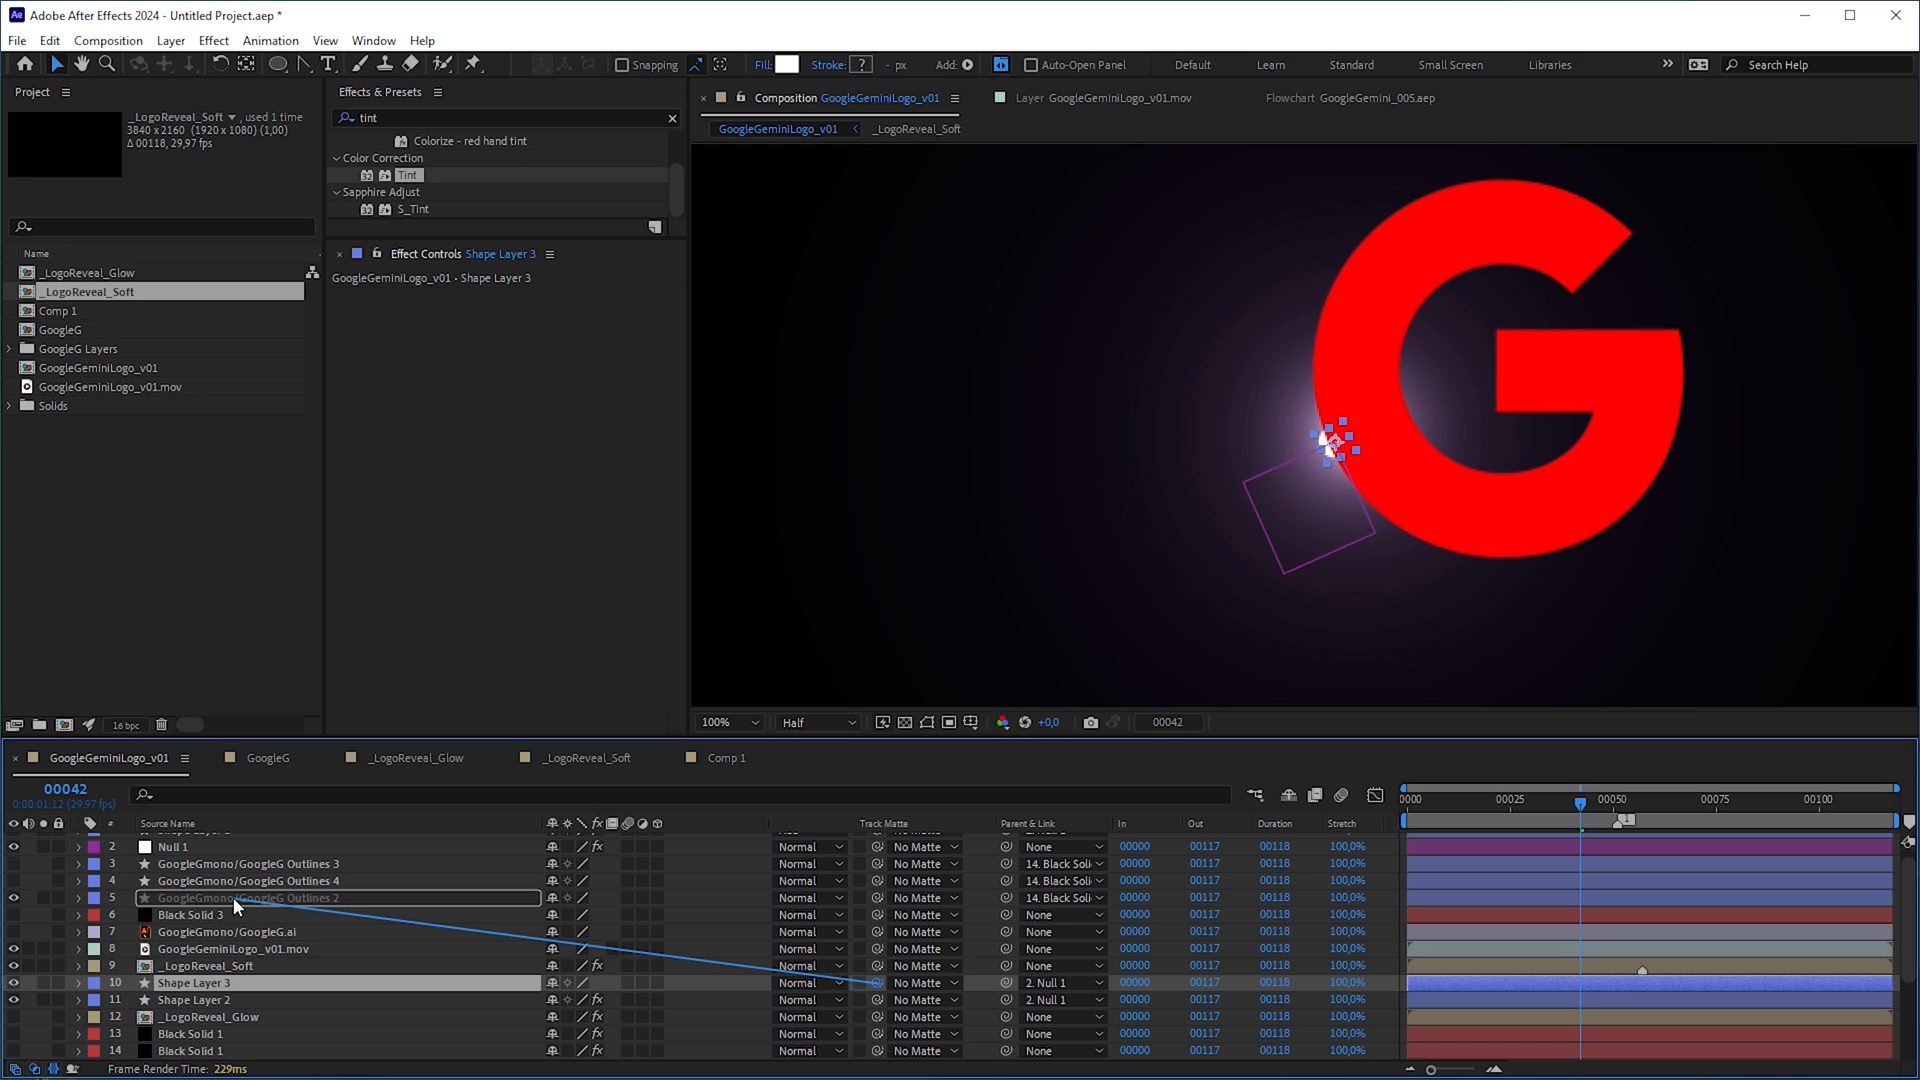 Adobe After Effects 2024 - Untitled Project.aep *
File Edit Composition Layer Effect Animation View Window Help
Snapping Fill: Stroke: ? - px Add: Auto-Open Panel Default Learn Standard Small Screen Libraries Search Help
Project
_LogoReveal_Soft , used 1 time
3840 x 2160 (1920 x 1080) (1,00)
Δ 00118, 29,97 fps
Name
_LogoReveal_Glow
_LogoReveal_Soft
Comp 1
GoogleG
GoogleG Layers
GoogleGeminiLogo_v01
GoogleGeminiLogo_v01.mov
Solids
16 bpc
Effects & Presets
tint
Colorize - red hand tint
Color Correction
Tint
Sapphire Adjust
S_Tint
Effect Controls Shape Layer 3
GoogleGeminiLogo_v01 • Shape Layer 3
Composition GoogleGeminiLogo_v01 Layer GoogleGeminiLogo_v01.mov Flowchart GoogleGemini_005.aep
GoogleGeminiLogo_v01 _LogoReveal_Soft
G
100% Half +0,0 00042
GoogleGeminiLogo_v01 GoogleG _LogoReveal_Glow _LogoReveal_Soft Comp 1
00042
0:00:01:12 (29.97 fps)
0000 00025 00050 00075 00100
1
# Source Name Track Matte Parent & Link In Out Duration Stretch
2 Null 1 Normal No Matte None 00000 00117 00118 100,0%
3 GoogleGmono/GoogleG Outlines 3 Normal No Matte 14. Black Soli 00000 00117 00118 100,0%
4 GoogleGmono/GoogleG Outlines 4 Normal No Matte 14. Black Soli 00000 00117 00118 100,0%
5 GoogleGmono/GoogleG Outlines 2 Normal No Matte 14. Black Soli 00000 00117 00118 100,0%
6 Black Solid 3 Normal No Matte None 00000 00117 00118 100,0%
7 GoogleGmono/GoogleG.ai Normal No Matte None 00000 00117 00118 100,0%
8 GoogleGeminiLogo_v01.mov Normal No Matte None 00000 00117 00118 100,0%
9 _LogoReveal_Soft fx Normal No Matte None 00000 00117 00118 100,0%
10 Shape Layer 3 Normal No Matte 2. Null 1 00000 00117 00118 100,0%
11 Shape Layer 2 fx Normal No Matte 2. Null 1 00000 00117 00118 100,0%
12 _LogoReveal_Glow fx Normal No Matte None 00000 00117 00118 100,0%
13 Black Solid 1 fx Normal No Matte None 00000 00117 00118 100,0%
14 Black Solid 1 fx Normal No Matte None 00000 00117 00118 100,0%
Frame Render Time: 229ms